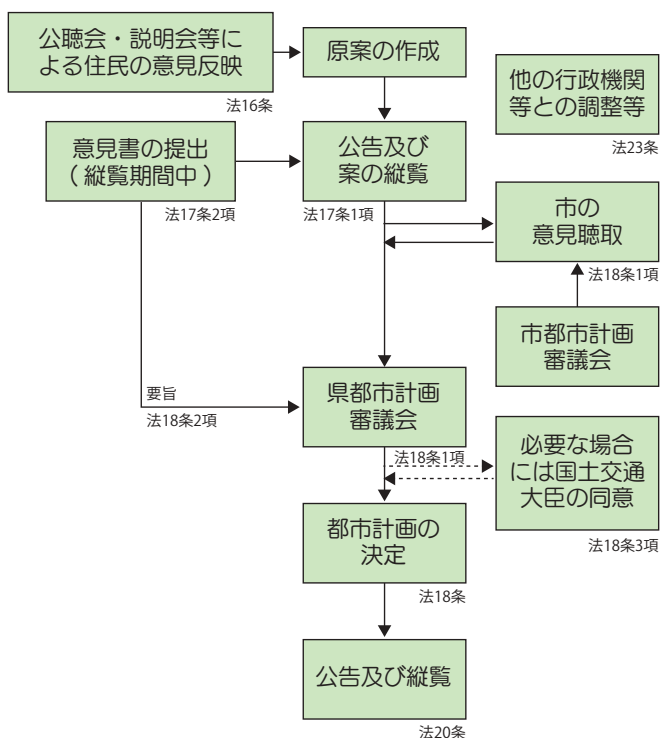 公聴会・説明会等に
よる住民の意見反映
法16条
原案の作成
他の行政機関
等との調整等
法23条
意見書の提出
（縦覧期間中）
法17条2項
公告及び
案の縦覧
法17条1項
市の
意見聴取
法18条1項
市都市計画
審議会
要旨
法18条2項
県都市計画
審議会
法18条1項
必要な場合
には国土交通
大臣の同意
法18条3項
都市計画の
決定
法18条
公告及び縦覧
法20条